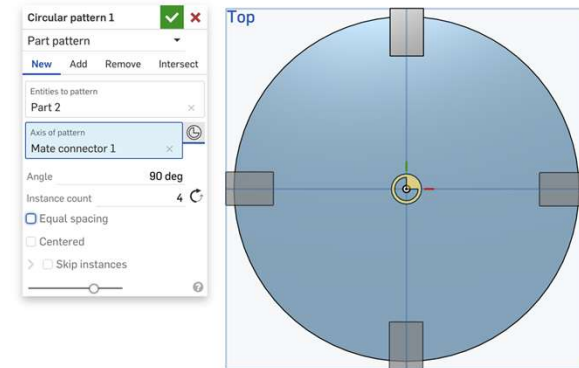 Circular pattern 1
Part pattern
New Add Remove Intersect
Entities to pattern
Part 2
Axis of pattern
Mate connector 1
Angle 90 deg
Instance count 4
Equal spacing
Centered
Skip instances
Top